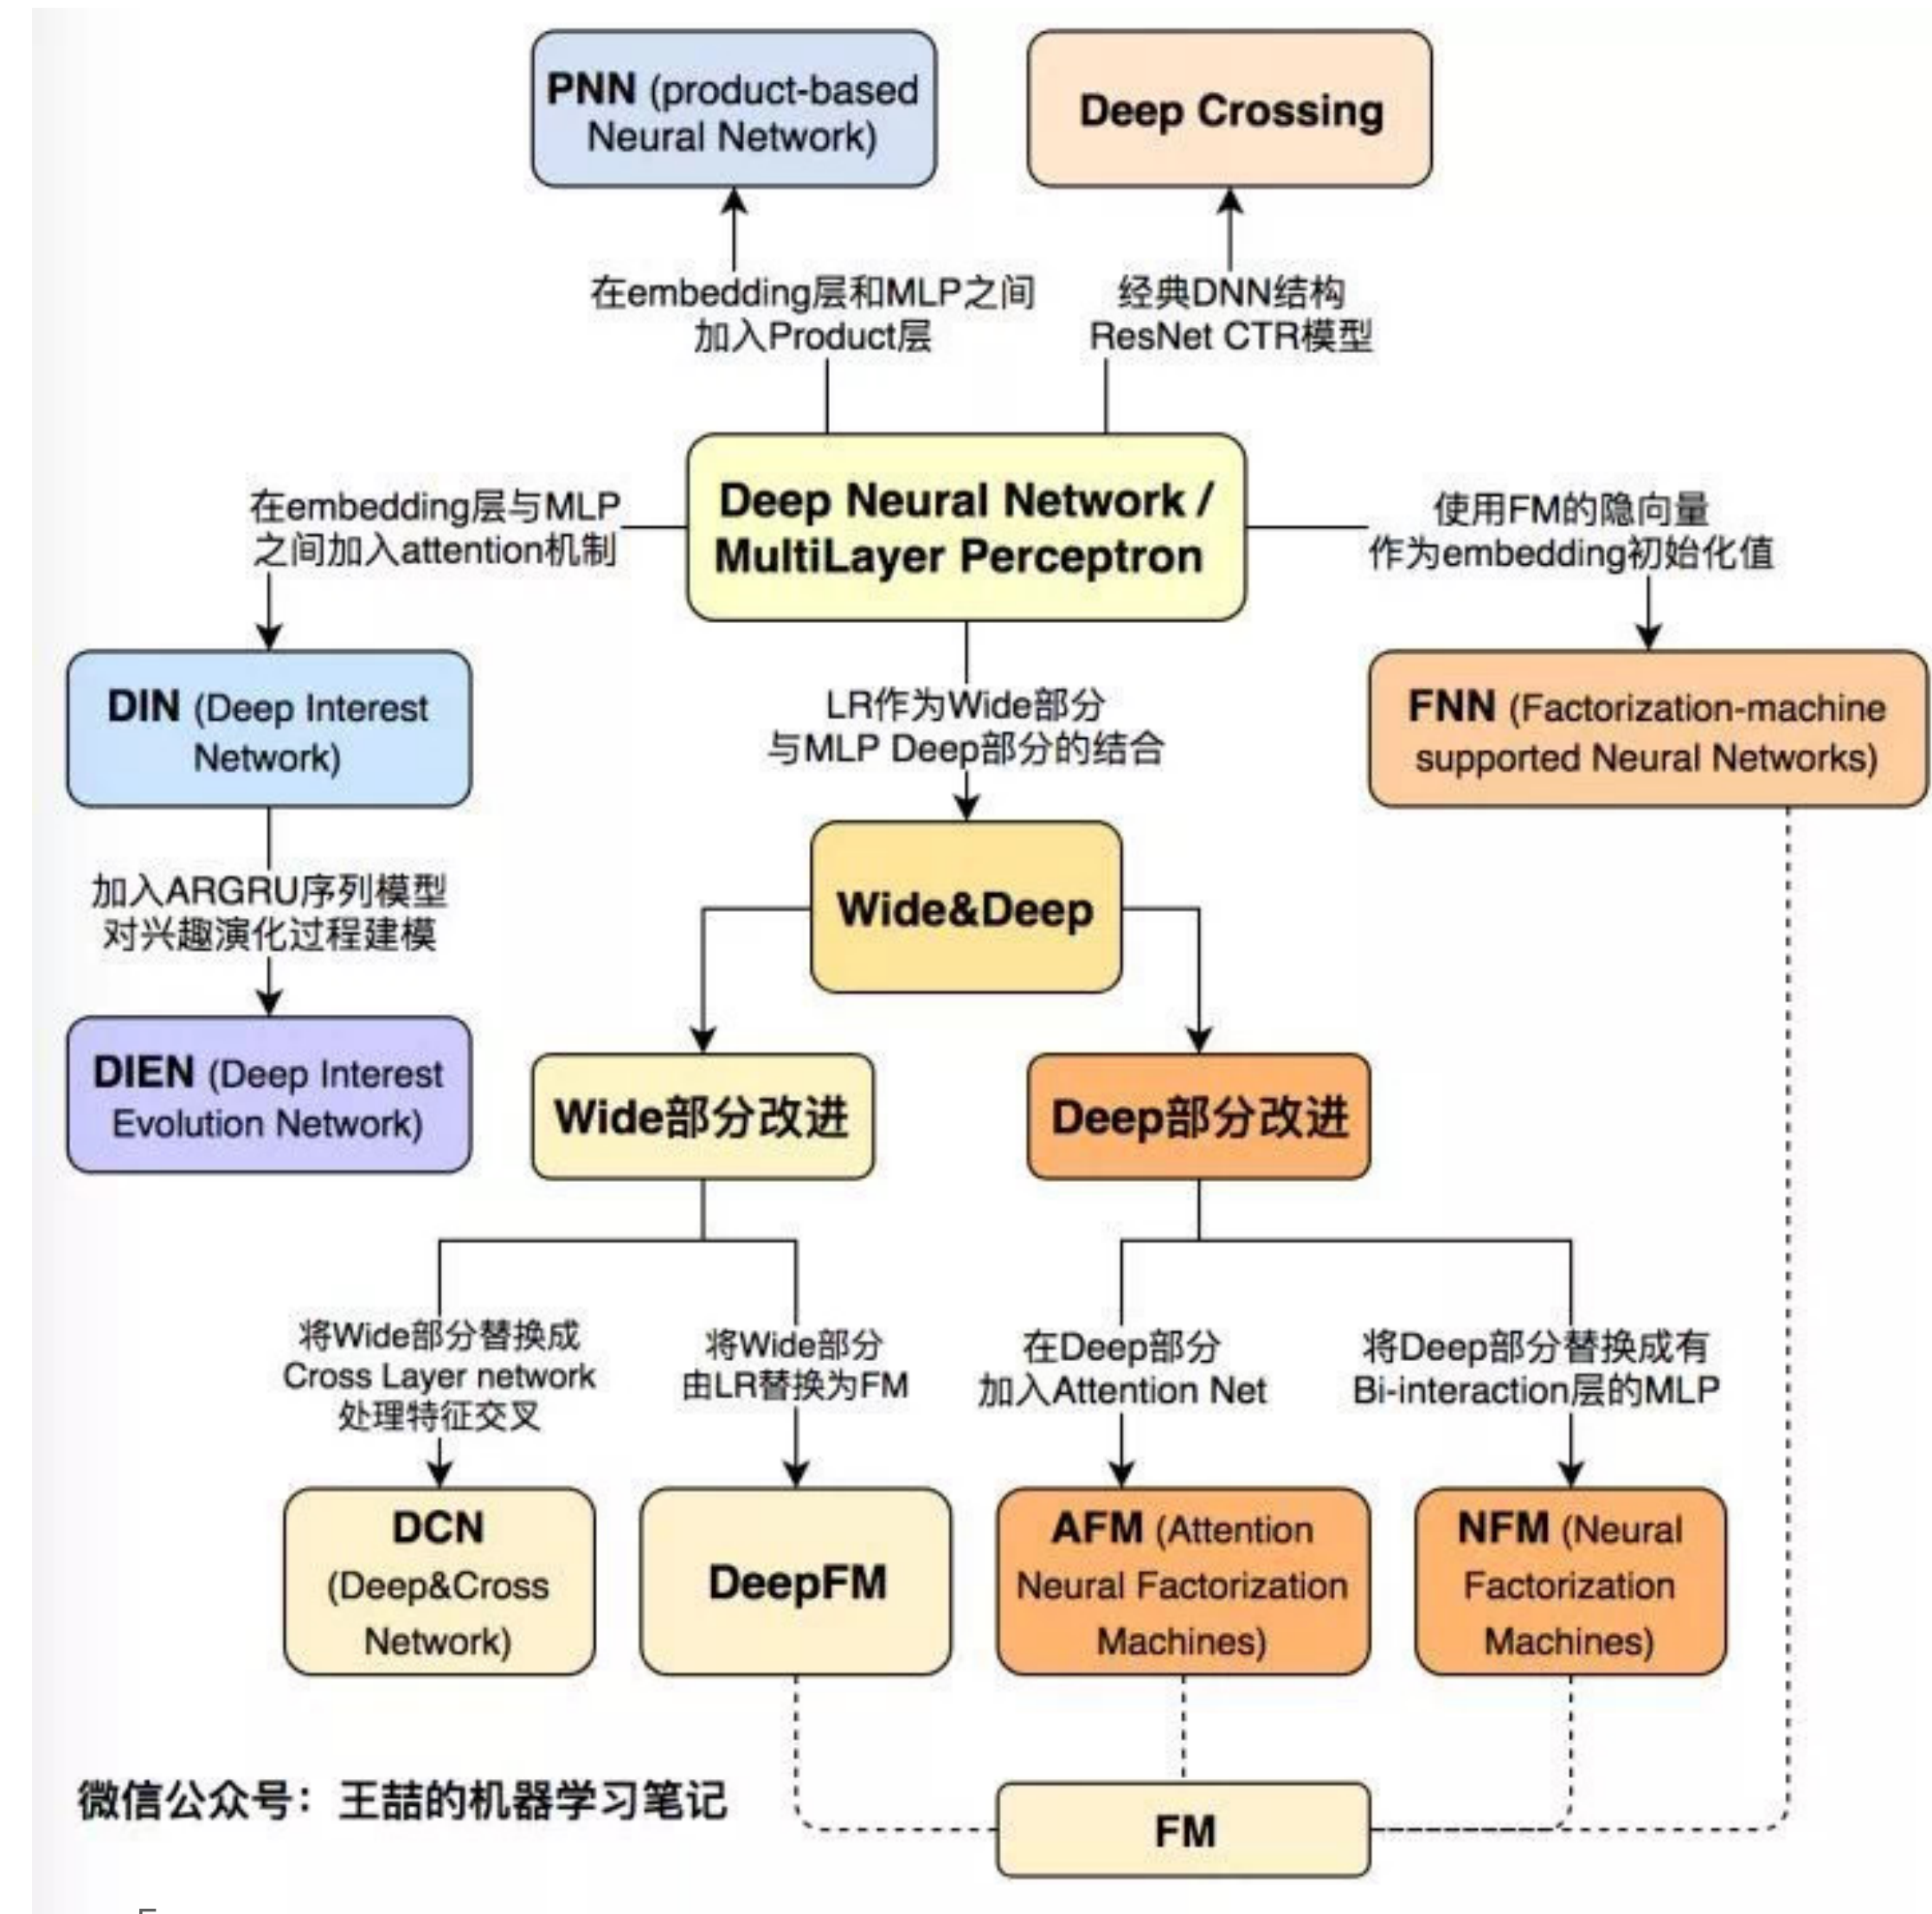 PNN (product-based
Neural Network)
Deep Crossing
在embedding层和MLP之间
加入Product层
经典DNN结构
ResNet CTR模型
Deep Neural Network /
MultiLayer Perceptron
在embedding层与MLP
之间加入attention机制
使用FM的隐向量
作为embedding初始化值
DIN (Deep Interest
Network)
LR作为Wide部分
与MLP Deep部分的结合
FNN (Factorization-machine
supported Neural Networks)
加入ARGRU序列模型
对兴趣演化过程建模
Wide&Deep
DIEN (Deep Interest
Evolution Network)
Wide部分改进
Deep部分改进
将Wide部分替换成
Cross Layer network
处理特征交叉
将Wide部分
由LR替换为FM
在Deep部分
加入Attention Net
将Deep部分替换成有
Bi-interaction层的MLP
DCN
(Deep&Cross
Network)
DeepFM
AFM (Attention
Neural Factorization
Machines)
NFM (Neural
Factorization
Machines)
微信公众号：王喆的机器学习笔记
FM